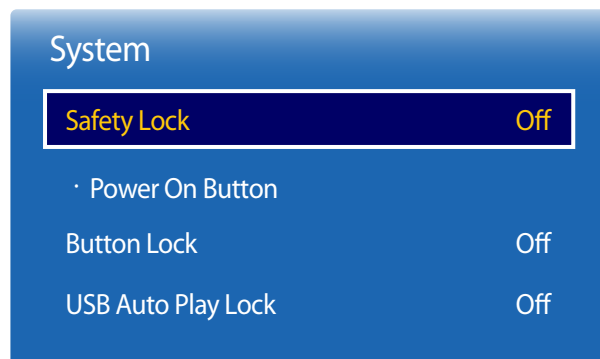 System
Safety Lock Off
· Power On Button
Button Lock Off
USB Auto Play Lock Off